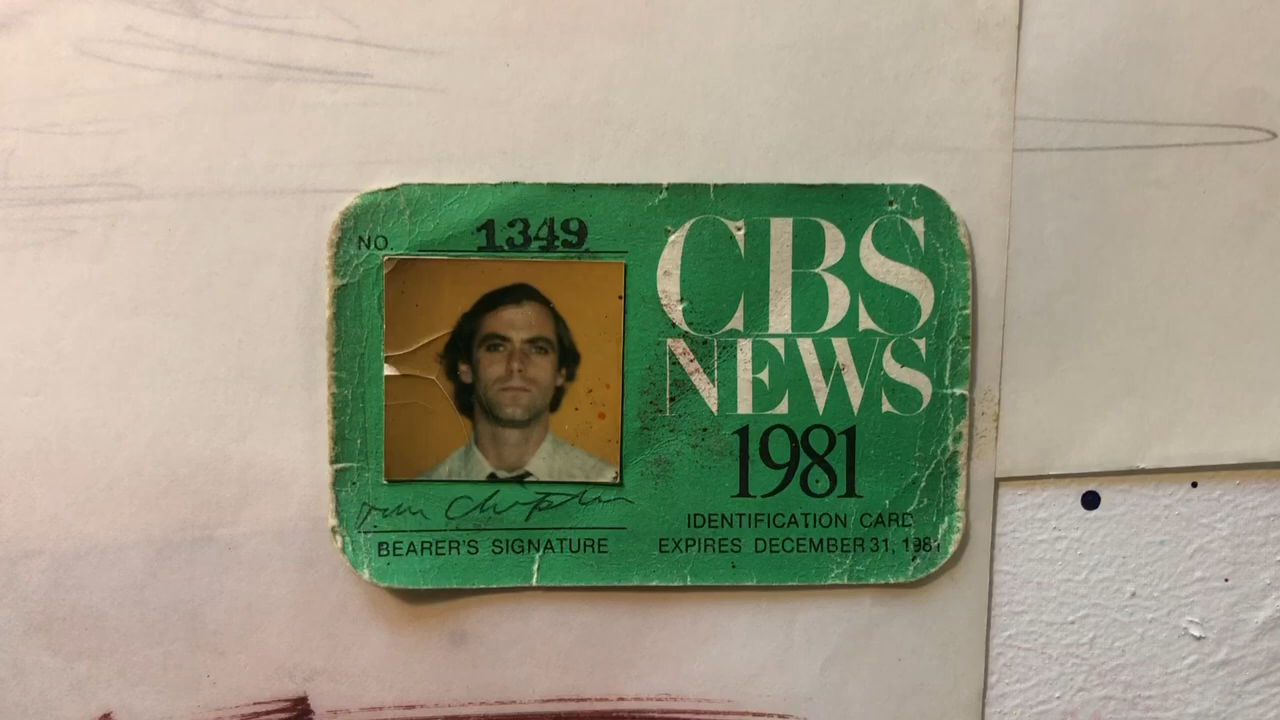 NO. 1349
CBS
NEWS
1981
IDENTIFICATION CARD
EXPIRES DECEMBER 31, 1981
BEARER'S SIGNATURE